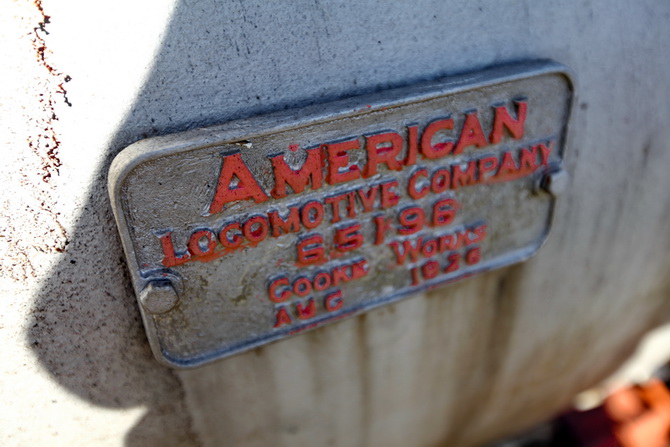 AMERICAN
LOCOMOTIVE COMPANY
65198
COOKE WORKS
AUG 1926